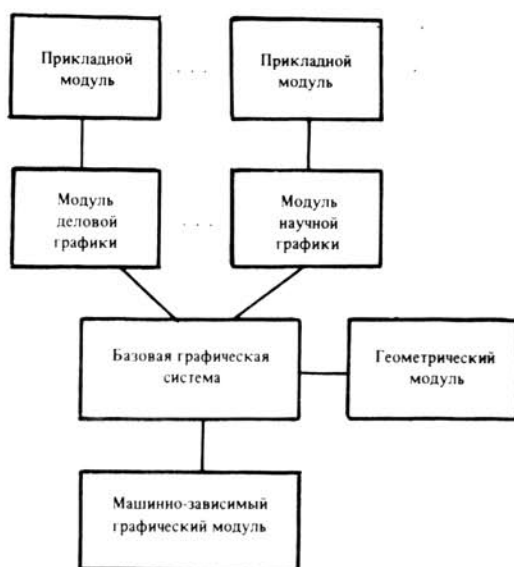 Прикладной
модуль
. . .
Прикладной
модуль
Модуль
деловой
графики
. . .
Модуль
научной
графики
Базовая графическая
система
Геометрический
модуль
Машинно-зависимый
графический модуль